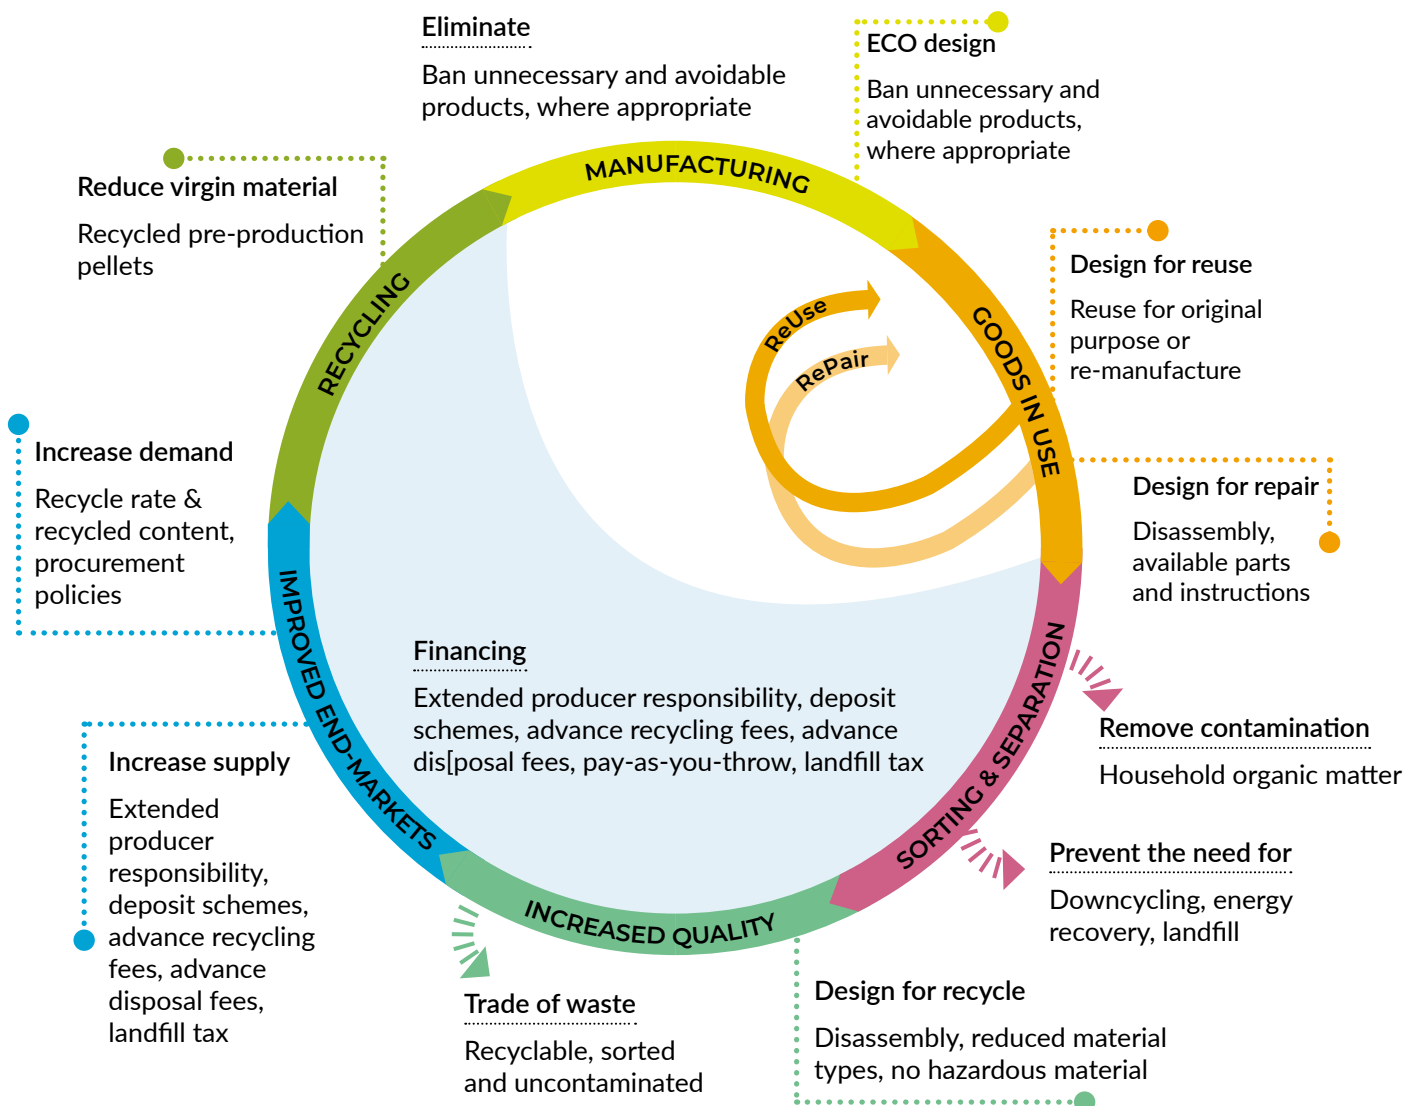 Eliminate
Ban unnecessary and avoidable
products, where appropriate
ECO design
Ban unnecessary and
avoidable products,
where appropriate
Reduce virgin material
Recycled pre-production
pellets
MANUFACTURING
Design for reuse
Reuse for original
purpose or
re-manufacture
RECYCLING
ReUse
RePair
GOODS IN USE
Increase demand
Recycle rate &
recycled content,
procurement
policies
Design for repair
Disassembly,
available parts
and instructions
IMPROVED END-MARKETS
Financing
Extended producer responsibility, deposit
schemes, advance recycling fees, advance
dis[posal fees, pay-as-you-throw, landfill tax
SORTING & SEPARATION
Remove contamination
Household organic matter
Increase supply
Extended
producer
responsibility,
deposit schemes,
advance recycling
fees, advance
disposal fees,
landfill tax
Prevent the need for
Downcycling, energy
recovery, landfill
INCREASED QUALITY
Trade of waste
Recyclable, sorted
and uncontaminated
Design for recycle
Disassembly, reduced material
types, no hazardous material